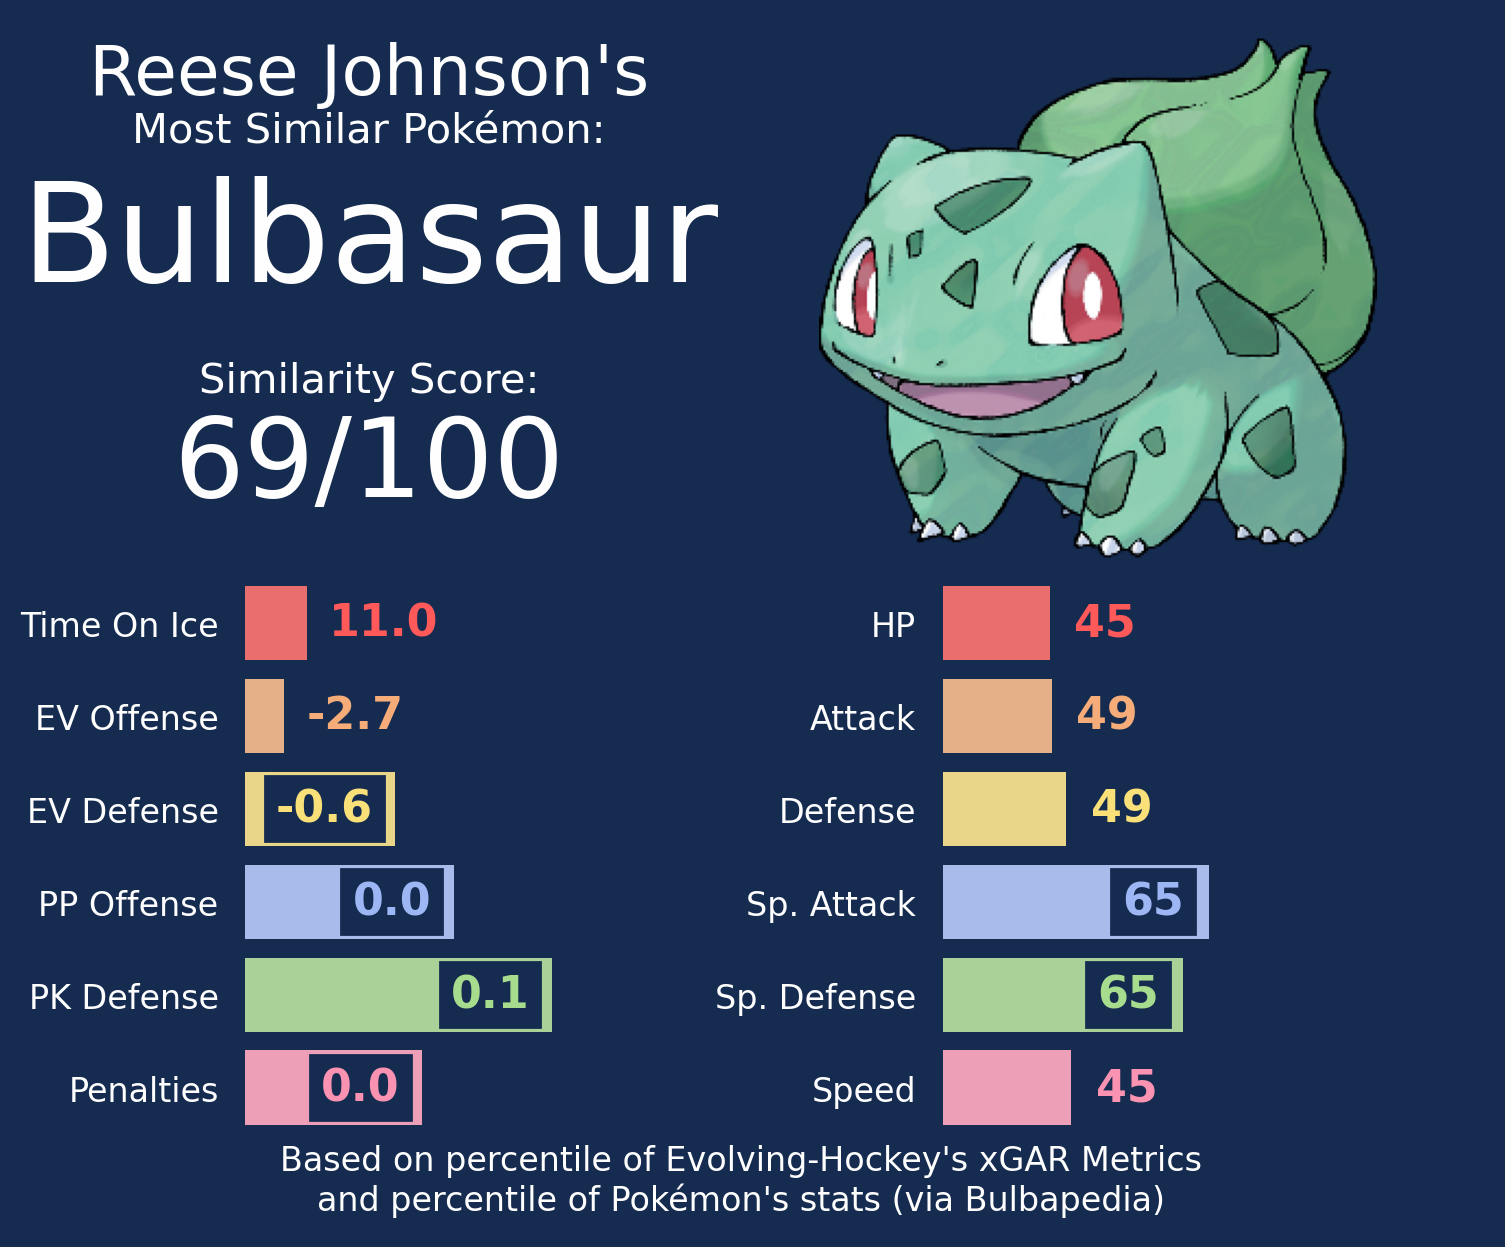 Reese Johnson's
Most Similar Pokémon:
Bulbasaur
Similarity Score:
69/100
Time On Ice 11.0
EV Offense -2.7
EV Defense -0.6
PP Offense 0.0
PK Defense 0.1
Penalties 0.0
HP 45
Attack 49
Defense 49
Sp. Attack 65
Sp. Defense 65
Speed 45
Based on percentile of Evolving-Hockey's xGAR Metrics
and percentile of Pokémon's stats (via Bulbapedia)